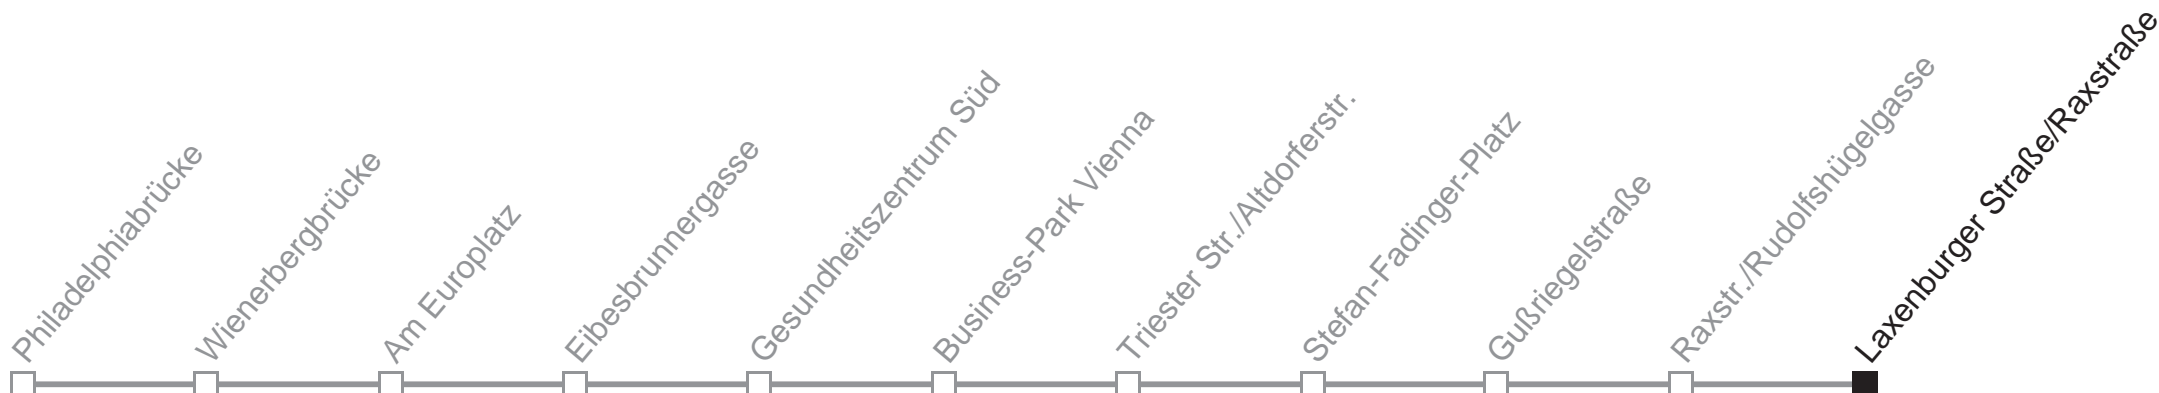 Philadelphiabrücke
Wienerbergbrücke
Am Europlatz
Eibesbrunnergasse
Gesundheitszentrum Süd
Business-Park Vienna
Triester Str./Altdorferstr.
Stefan-Fadinger-Platz
Gußriegelstraße
Raxstr./Rudolfshügelgasse
Laxenburger Straße/Raxstraße